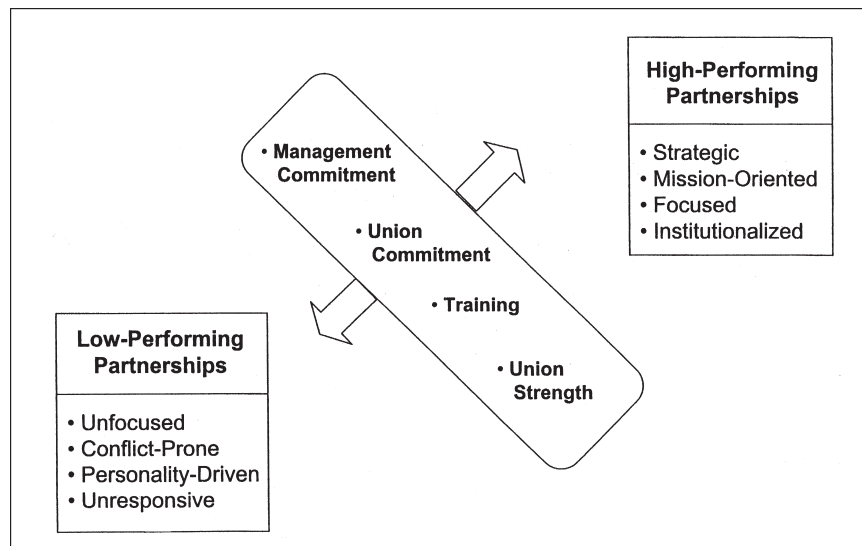 High-Performing
Partnerships
• Strategic
• Mission-Oriented
• Focused
• Institutionalized
• Management
Commitment
• Union
Commitment
• Training
• Union
Strength
Low-Performing
Partnerships
• Unfocused
• Conflict-Prone
• Personality-Driven
• Unresponsive